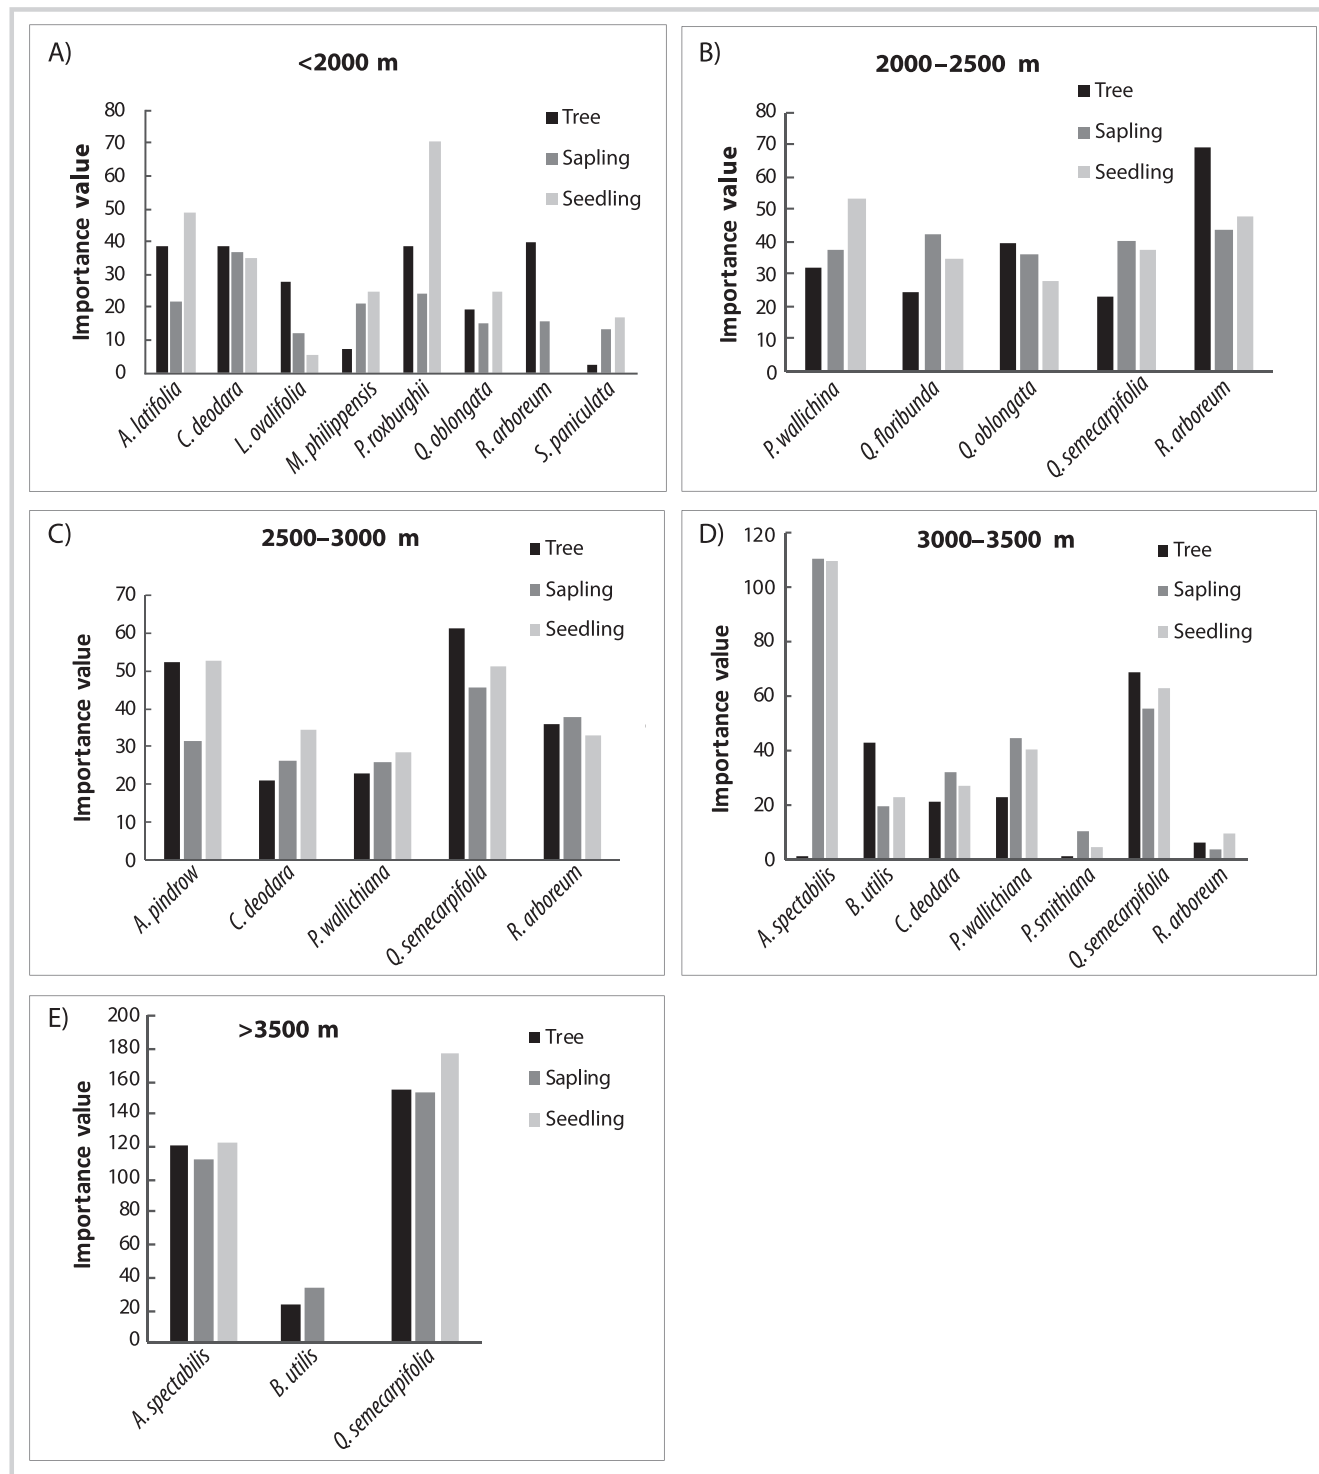 A)
<2000 m
Tree
Sapling
Seedling
Importance value
80
70
60
50
40
30
20
10
0
A. latifolia
C. deodara
L. ovalifolia
M. philippensis
P. roxburghii
Q. oblongata
R. arboreum
S. paniculata
B)
2000–2500 m
Tree
Sapling
Seedling
Importance value
80
70
60
50
40
30
20
10
0
P. wallichina
Q. floribunda
Q. oblongata
Q. semecarpifolia
R. arboreum
C)
2500–3000 m
Tree
Sapling
Seedling
Importance value
70
60
50
40
30
20
10
0
A. pindrow
C. deodara
P. wallichiana
Q. semecarpifolia
R. arboreum
D)
3000–3500 m
Tree
Sapling
Seedling
Importance value
120
100
80
60
40
20
0
A. spectabilis
B. utilis
C. deodara
P. wallichiana
P. smithiana
Q. semecarpifolia
R. arboreum
E)
>3500 m
Tree
Sapling
Seedling
Importance value
200
180
160
140
120
100
80
60
40
20
0
A. spectabilis
B. utilis
Q. semecarpifolia